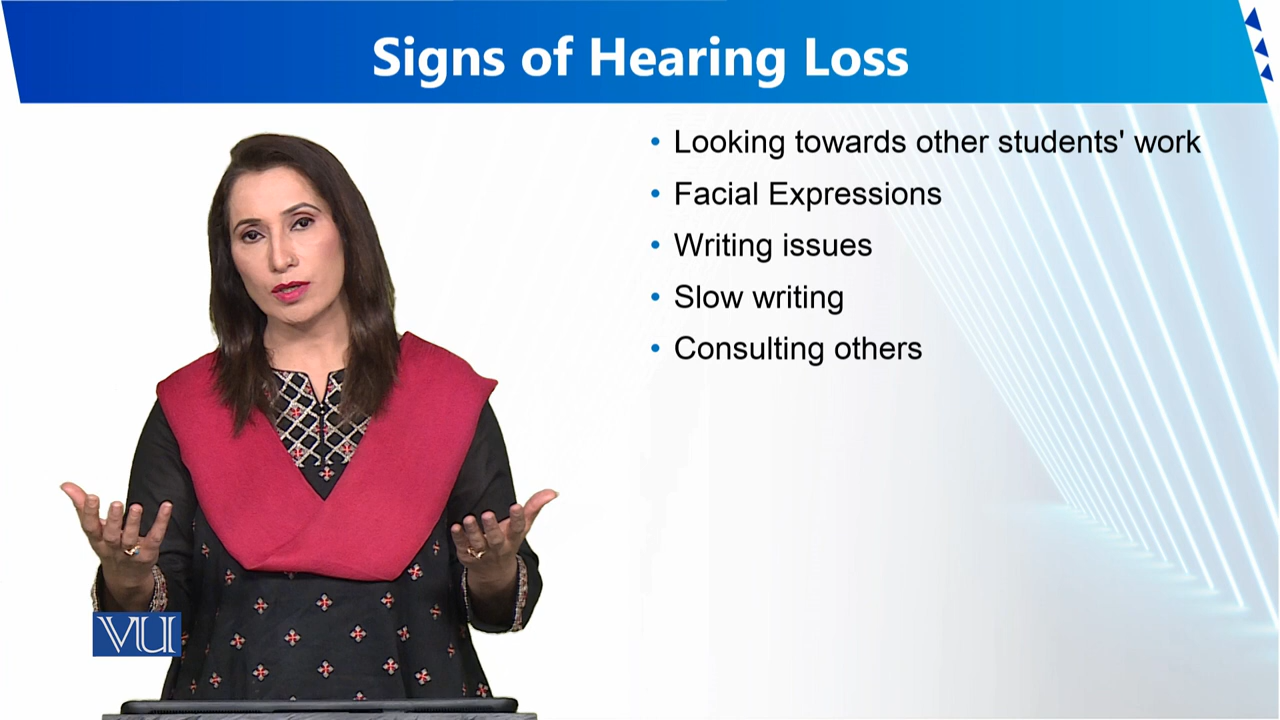 Signs of Hearing Loss
• Looking towards other students' work
• Facial Expressions
• Writing issues
• Slow writing
• Consulting others
VU